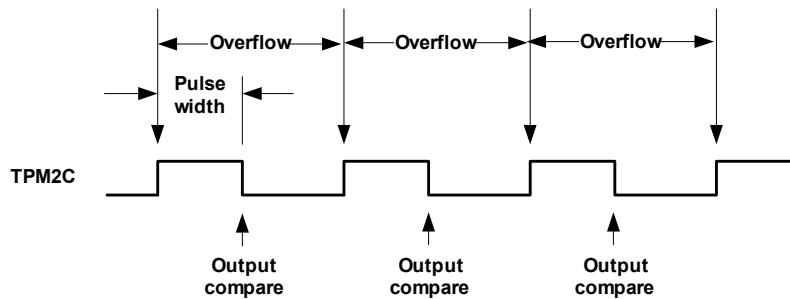 Overflow Overflow Overflow
Pulse
width
TPM2C
Output Output Output
compare compare compare